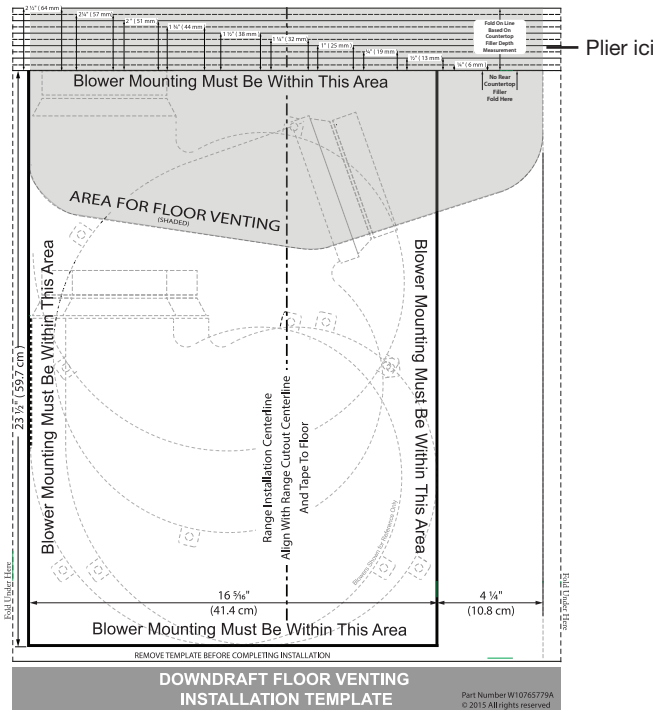 2 ½" (64 mm)
2¼" (57 mm)
2" (51 mm)
1 ¾" (44 mm)
1 ½" (38 mm)
1 ¼" (32 mm)
1" (25 mm)
¾" (19 mm)
½" (13 mm)
¼" (6 mm)
Fold On Line
Based On
Countertop
Filler Depth
Measurement
Plier ici
No Rear
Countertop
Filler
Fold Here
Blower Mounting Must Be Within This Area
AREA FOR FLOOR VENTING
(SHADED)
Blower Mounting Must Be Within This Area
Blower Mounting Must Be Within This Area
23 ½" ( 59.7 cm)
Range Installation Centerline
Align With Range Cutout Centerline
And Tape To Floor
Blowers Shown for Reference Only
Fold Under Here
Fold Under Here
16 5⁄16"
(41.4 cm)
4 ¼"
(10.8 cm)
Blower Mounting Must Be Within This Area
REMOVE TEMPLATE BEFORE COMPLETING INSTALLATION
DOWNDRAFT FLOOR VENTING
INSTALLATION TEMPLATE
Part Number W10765779A
© 2015 All rights reserved